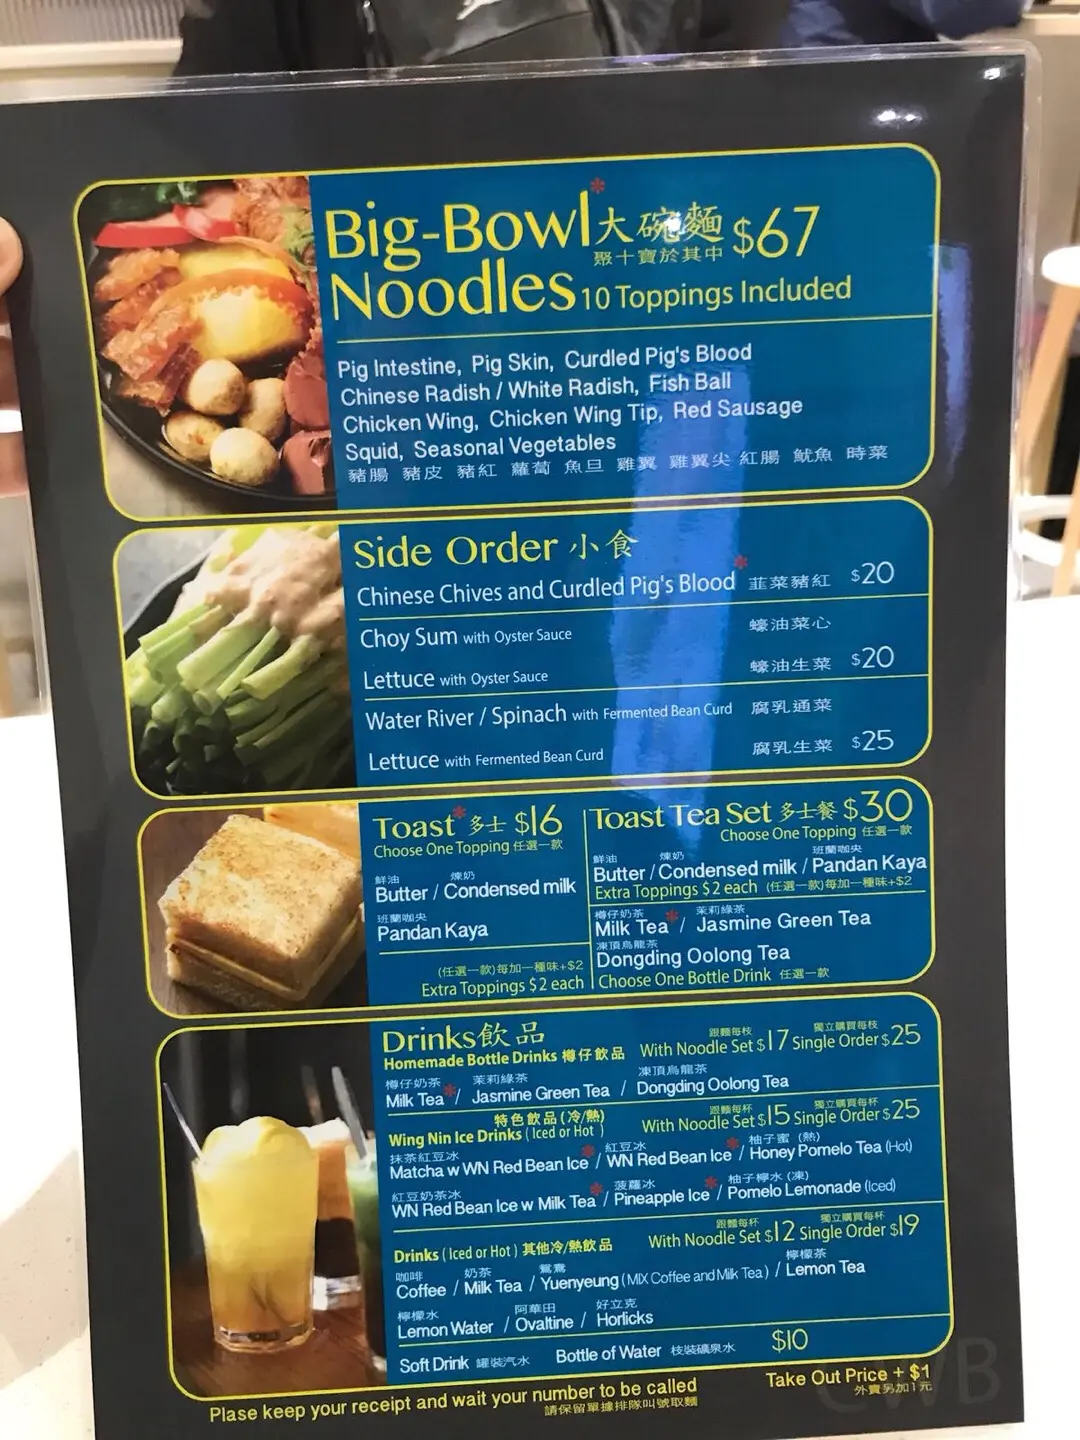 Big-Bowl* 大碗麵 $67
聚十寶於其中
Noodles 10 Toppings Included
Pig Intestine, Pig Skin, Curdled Pig's Blood
Chinese Radish / White Radish, Fish Ball
Chicken Wing, Chicken Wing Tip, Red Sausage
Squid, Seasonal Vegetables
豬腸 豬皮 豬紅 蘿蔔 魚旦 雞翼 雞翼尖 紅腸 魷魚 時菜
Side Order 小食
Chinese Chives and Curdled Pig's Blood* 韮菜豬紅 $20
Choy Sum with Oyster Sauce 蠔油菜心
Lettuce with Oyster Sauce 蠔油生菜 $20
Water River / Spinach with Fermented Bean Curd 腐乳通菜
Lettuce with Fermented Bean Curd 腐乳生菜 $25
Toast* 多士 $16
Choose One Topping 任選一款
鮮油 煉奶
Butter / Condensed milk
班蘭咖央
Pandan Kaya
(任選一款)每加一種味+$2
Extra Toppings $2 each
Toast Tea Set 多士餐 $30
Choose One Topping 任選一款
鮮油 煉奶 班蘭咖央
Butter / Condensed milk / Pandan Kaya
Extra Toppings $2 each (任選一款)每加一種味+$2
樽仔奶茶 茉莉綠茶
Milk Tea* / Jasmine Green Tea
凍頂烏龍茶
Dongding Oolong Tea
Choose One Bottle Drink 任選一款
Drinks飲品
跟麵每枝 獨立購買每枝
Homemade Bottle Drinks 樽仔飲品 With Noodle Set $17 Single Order $25
樽仔奶茶 茉莉綠茶 凍頂烏龍茶
Milk Tea* / Jasmine Green Tea / Dongding Oolong Tea
特色飲品(冷/熱) 跟麵每杯 獨立購買每杯
Wing Nin Ice Drinks ( Iced or Hot ) With Noodle Set $15 Single Order $25
抹茶紅豆冰 紅豆冰 柚子蜜 (熱)
Matcha w WN Red Bean Ice* / WN Red Bean Ice* / Honey Pomelo Tea (Hot)
紅豆奶茶冰 菠蘿冰 柚子檸水 (凍)
WN Red Bean Ice w Milk Tea* / Pineapple Ice* / Pomelo Lemonade (Iced)
跟麵每杯 獨立購買每杯
Drinks ( Iced or Hot ) 其他冷/熱飲品 With Noodle Set $12 Single Order $19
咖啡 奶茶 鴛鴦 檸檬茶
Coffee / Milk Tea / Yuenyeung (MIX Coffee and Milk Tea) / Lemon Tea
檸檬水 阿華田 好立克
Lemon Water / Ovaltine / Horlicks
Soft Drink 罐裝汽水 Bottle of Water 枝裝礦泉水 $10
Plase keep your receipt and wait your number to be called
請保留單據排隊叫號取麵
Take Out Price + $1
外賣另加1元
CWB